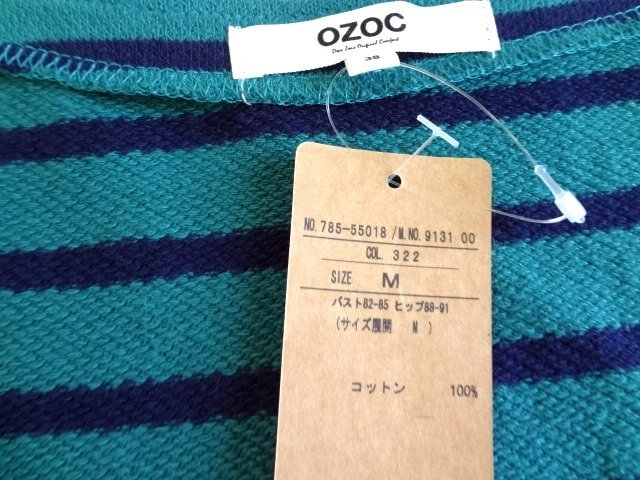 OZOC
38
NO. 785-55018 / M. NO. 9131 00
COL. 322
SIZE M
バスト82-85 ヒップ88-91
(サイズ展開 M )
コットン 100%